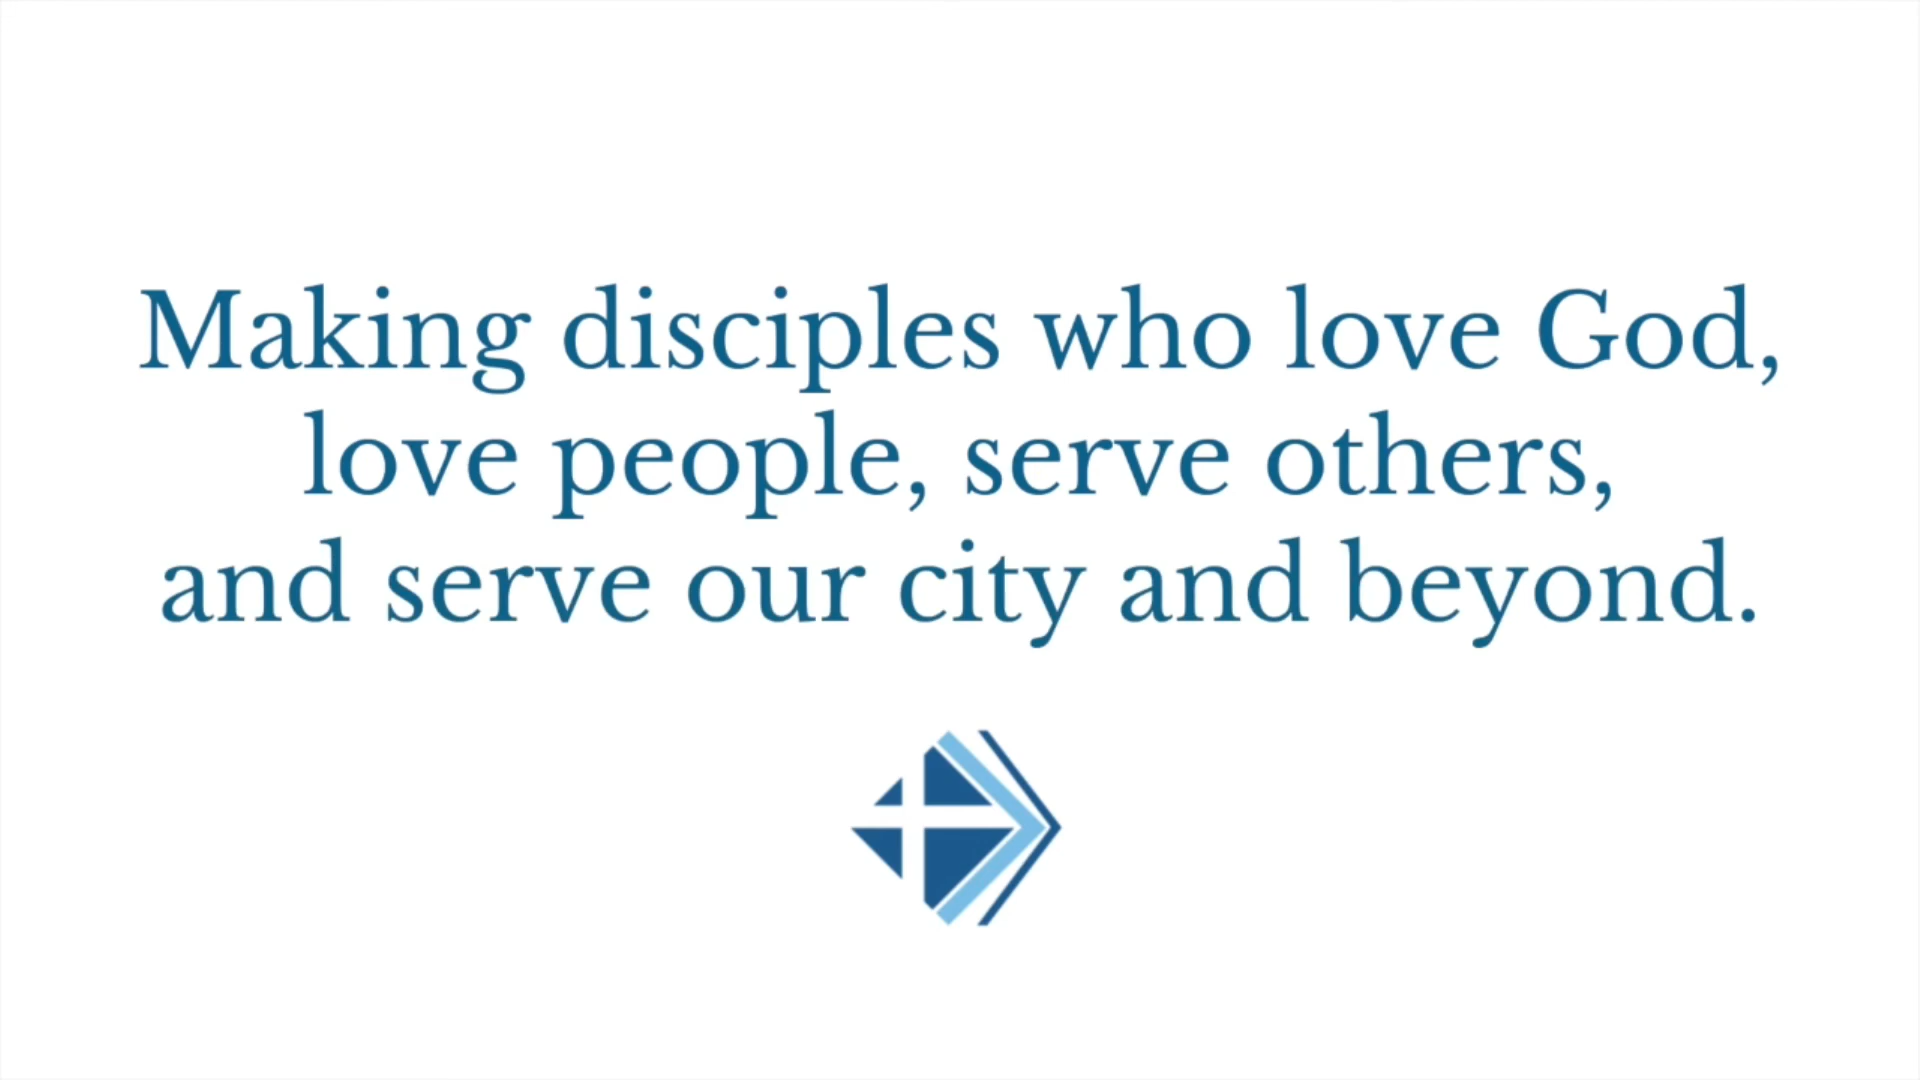 Making disciples who love God,
love people, serve others,
and serve our city and beyond.